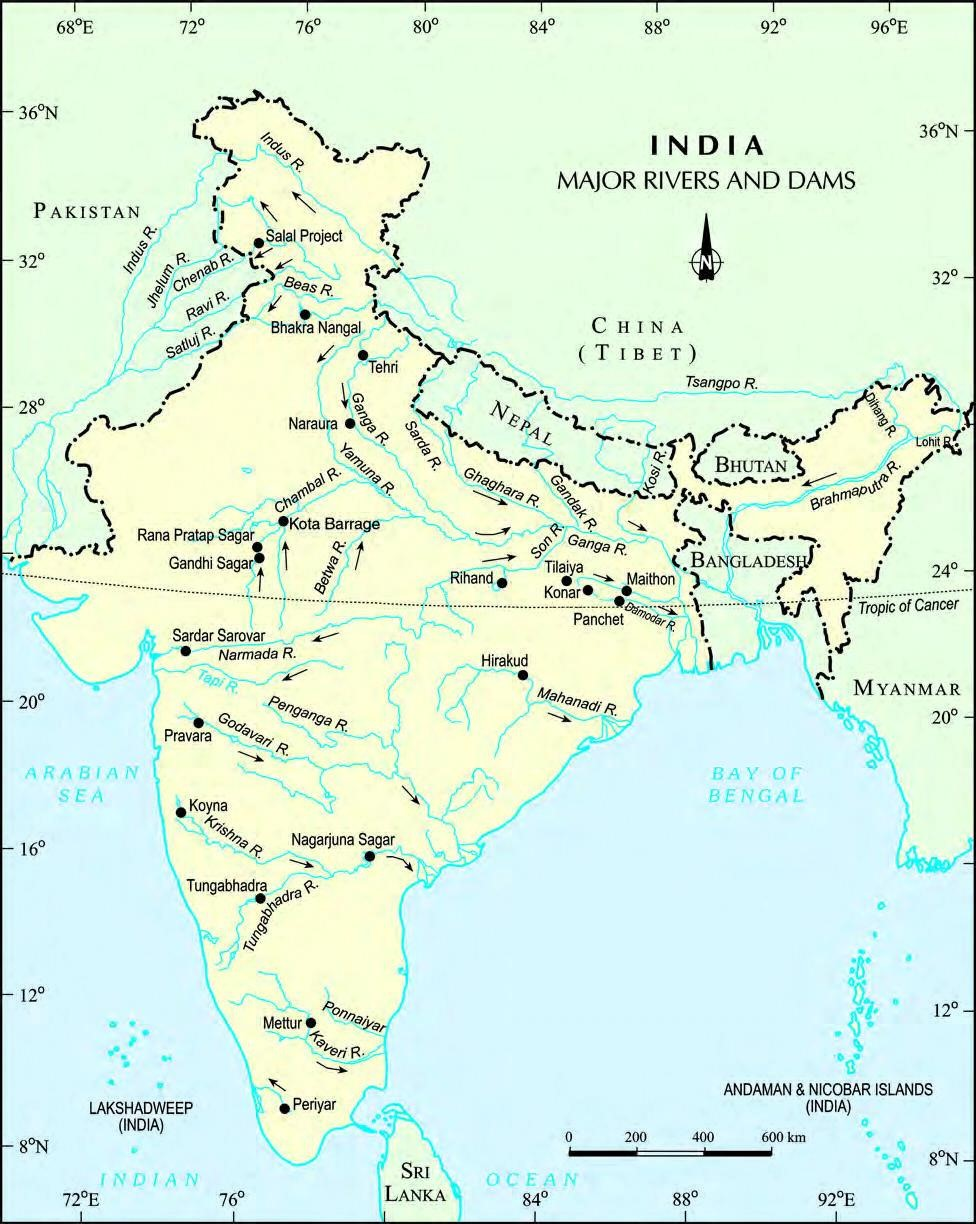 68°E
72°
76°
80°
84°
88°
92°
96°E
36°N
36°N
INDIA
MAJOR RIVERS AND DAMS
N
Indus R.
PAKISTAN
Indus R.
Jhelum R.
Chenab R.
Ravi R.
Satluj R.
Salal Project
32°
32°
Beas R.
Bhakra Nangal
Tehri
CHINA
(TIBET)
Tsangpo R.
Dihang R.
Lohit R.
28°
28°
Naraura
Ganga R.
Yamuna R.
Sarda R.
NEPAL
Ghaghara R.
Gandak R.
Kosi R.
BHUTAN
Brahmaputra R.
Chambal R.
Kota Barrage
Rana Pratap Sagar
Gandhi Sagar
Betwa R.
Son R.
Ganga R.
BANGLADESH
24°
Rihand
Tilaiya
Konar
Maithon
Panchet
Damodar R.
Tropic of Cancer
Sardar Sarovar
Narmada R.
Tapi R.
Hirakud
Mahanadi R.
MYANMAR
20°
20°
Penganga R.
Godavari R.
Pravara
ARABIAN
SEA
BAY OF
BENGAL
Koyna
Krishna R.
Nagarjuna Sagar
16°
Tungabhadra
Tungabhadra R.
12°
12°
Mettur
Ponnaiyar
Kaveri R.
Periyar
LAKSHADWEEP
(INDIA)
ANDAMAN & NICOBAR ISLANDS
(INDIA)
0 200 400 600 km
8°N
8°N
INDIAN
OCEAN
SRI
LANKA
72°E
76°
84°
88°
92°E